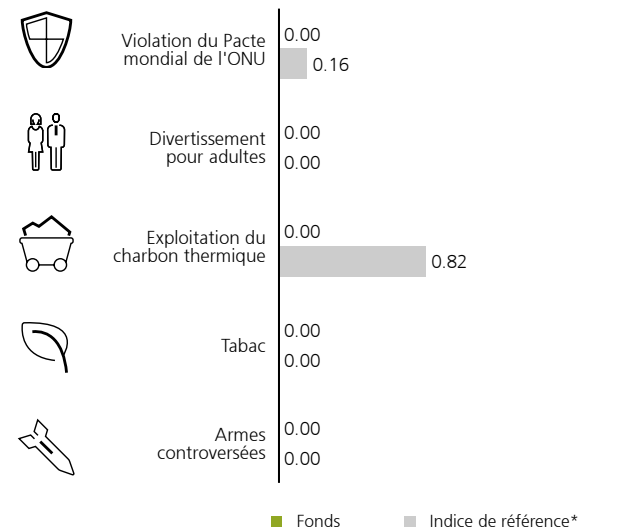 Violation du Pacte
mondial de l'ONU
0.00
0.16
Divertissement
pour adultes
0.00
0.00
Exploitation du
charbon thermique
0.00
0.82
Tabac
0.00
0.00
Armes
controversées
0.00
0.00
Fonds
Indice de référence*